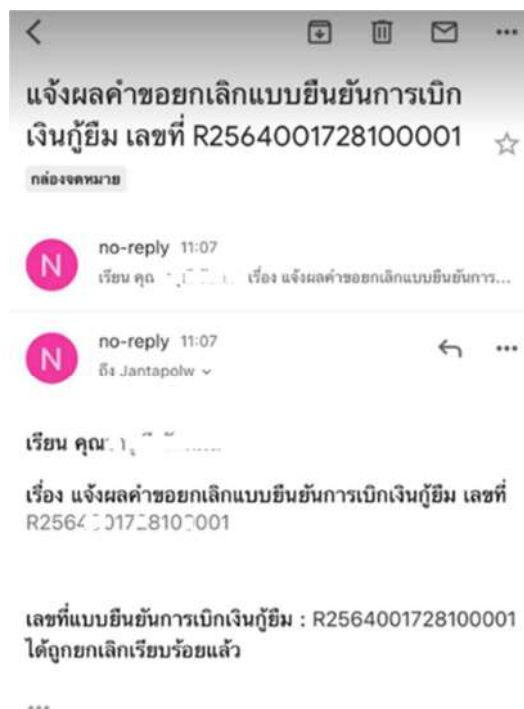 แจ้งผลคำขอยกเลิกแบบยืนยันการเบิก
เงินกู้ยืม เลขที่ R2564001728100001
กล่องจดหมาย
N
no-reply 11:07
เรียน คุณ เรื่อง แจ้งผลคำขอยกเลิกแบบยืนยันการ...
N
no-reply 11:07
ถึง Jantapolw
เรียน คุณ
เรื่อง แจ้งผลคำขอยกเลิกแบบยืนยันการเบิกเงินกู้ยืม เลขที่
เลขที่แบบยืนยันการเบิกเงินกู้ยืม : R2564001728100001
ได้ถูกยกเลิกเรียบร้อยแล้ว